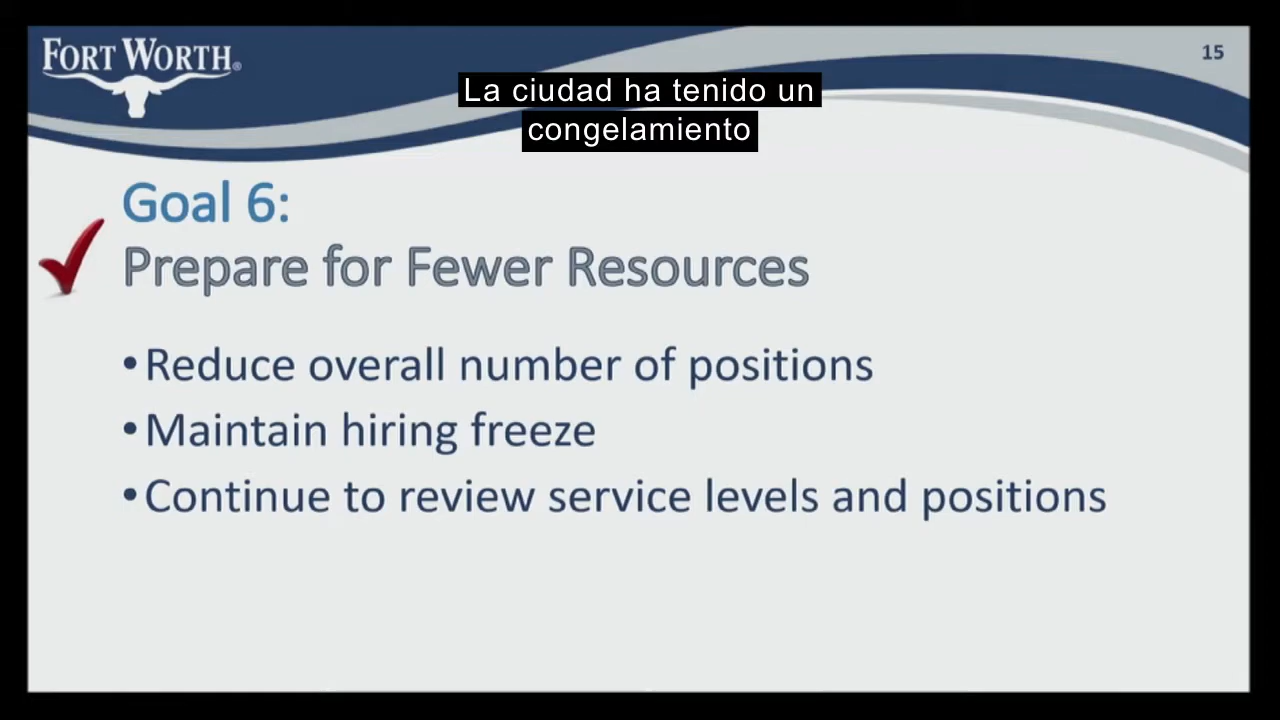 FORT WORTH®
15
La ciudad ha tenido un
congelamiento
Goal 6:
Prepare for Fewer Resources
•Reduce overall number of positions
•Maintain hiring freeze
•Continue to review service levels and positions